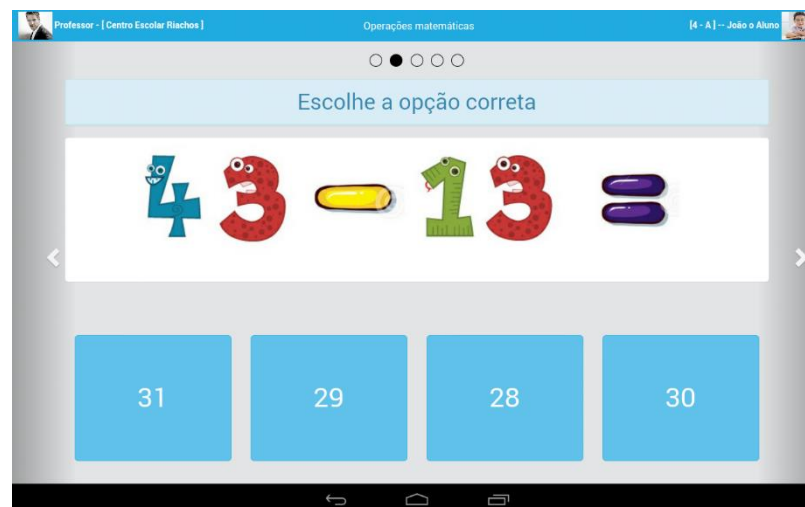 Professor - [ Centro Escolar Riachos ] Operações matemáticas [4 - A ] -- João o Aluno
Escolhe a opção correta
43 - 13 =
31 29 28 30